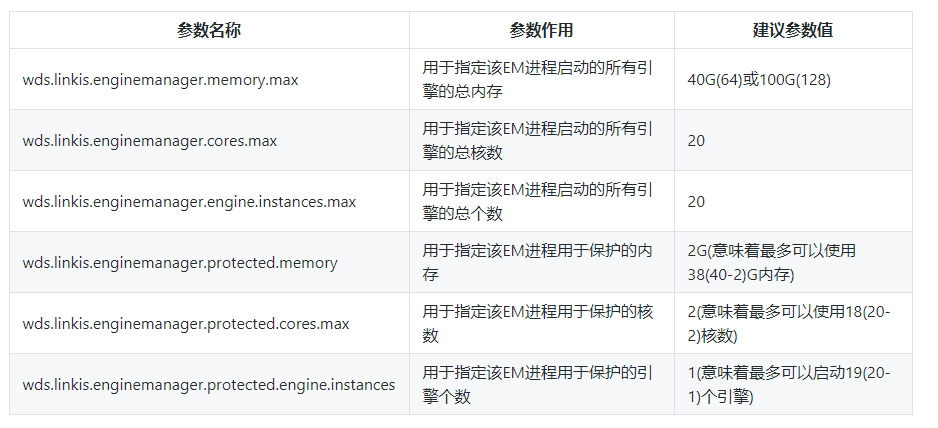 参数名称 参数作用 建议参数值
wds.linkis.enginemanager.memory.max 用于指定该EM进程启动的所有引 40G(64)或100G(128)
擎的总内存
wds.linkis.enginemanager.cores.max 用于指定该EM进程启动的所有引 20
擎的总核数
wds.linkis.enginemanager.engine.instances.max 用于指定该EM进程启动的所有引 20
擎的总个数
wds.linkis.enginemanager.protected.memory 用于指定该EM进程用于保护的内 2G(意味着最多可以使用
存 38(40-2)G内存)
wds.linkis.enginemanager.protected.cores.max 用于指定该EM进程用于保护的核 2(意味着最多可以使用18(20-
数 2)核数)
wds.linkis.enginemanager.protected.engine.instances 用于指定该EM进程用于保护的引 1(意味着最多可以启动19(20-
擎个数 1)个引擎)